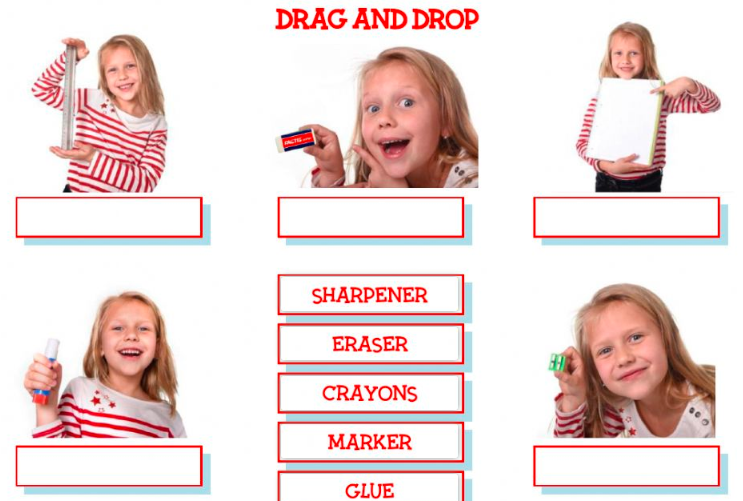 DRAG AND DROP
SHARPENER
ERASER
CRAYONS
MARKER
GLUE